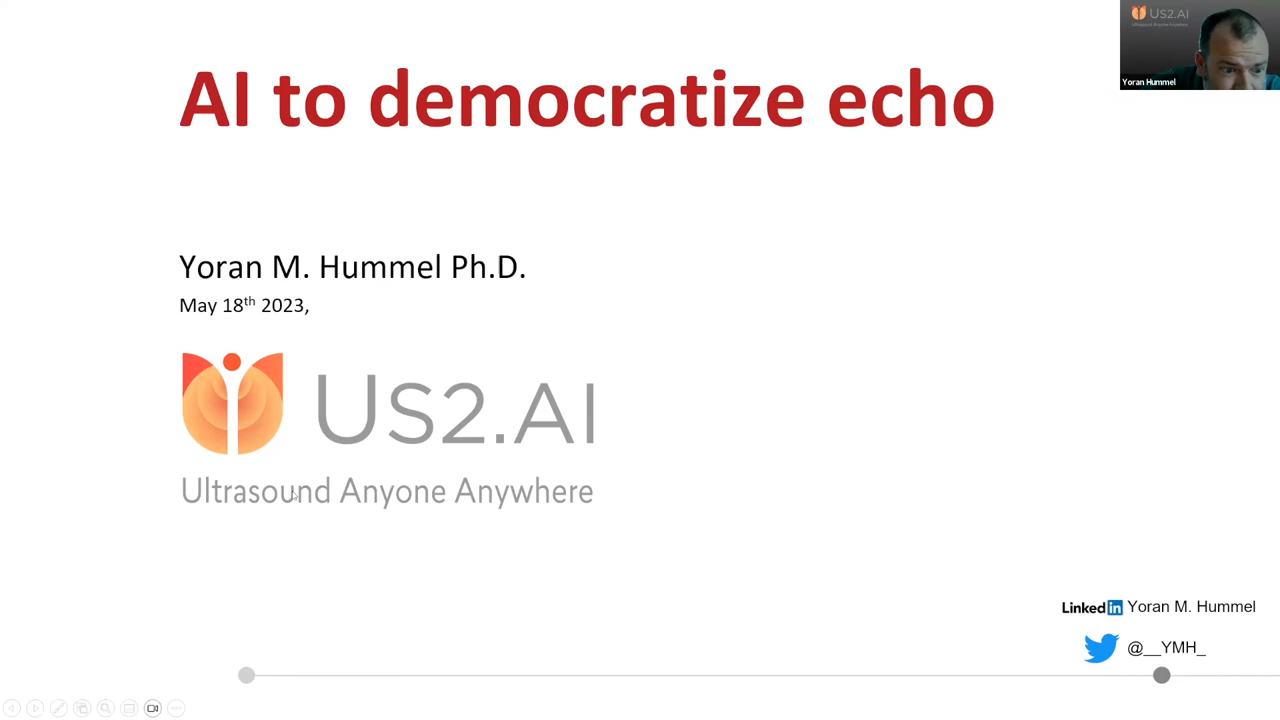 AI to democratize echo
US2.AI
Yoran Hummel
Yoran M. Hummel Ph.D.
May 18th 2023,
US2.AI
Ultrasound Anyone Anywhere
Linked in Yoran M. Hummel
@__YMH_